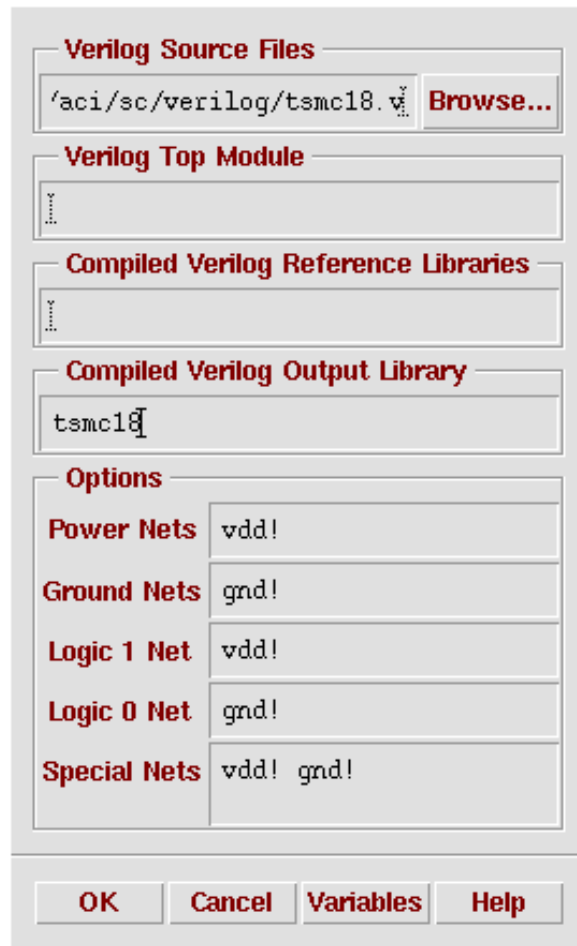 Verilog Source Files
/aci/sc/verilog/tsmc18.v Browse...
Verilog Top Module
Compiled Verilog Reference Libraries
Compiled Verilog Output Library
tsmc18
Options
Power Nets vdd!
Ground Nets gnd!
Logic 1 Net vdd!
Logic 0 Net gnd!
Special Nets vdd! gnd!
OK Cancel Variables Help